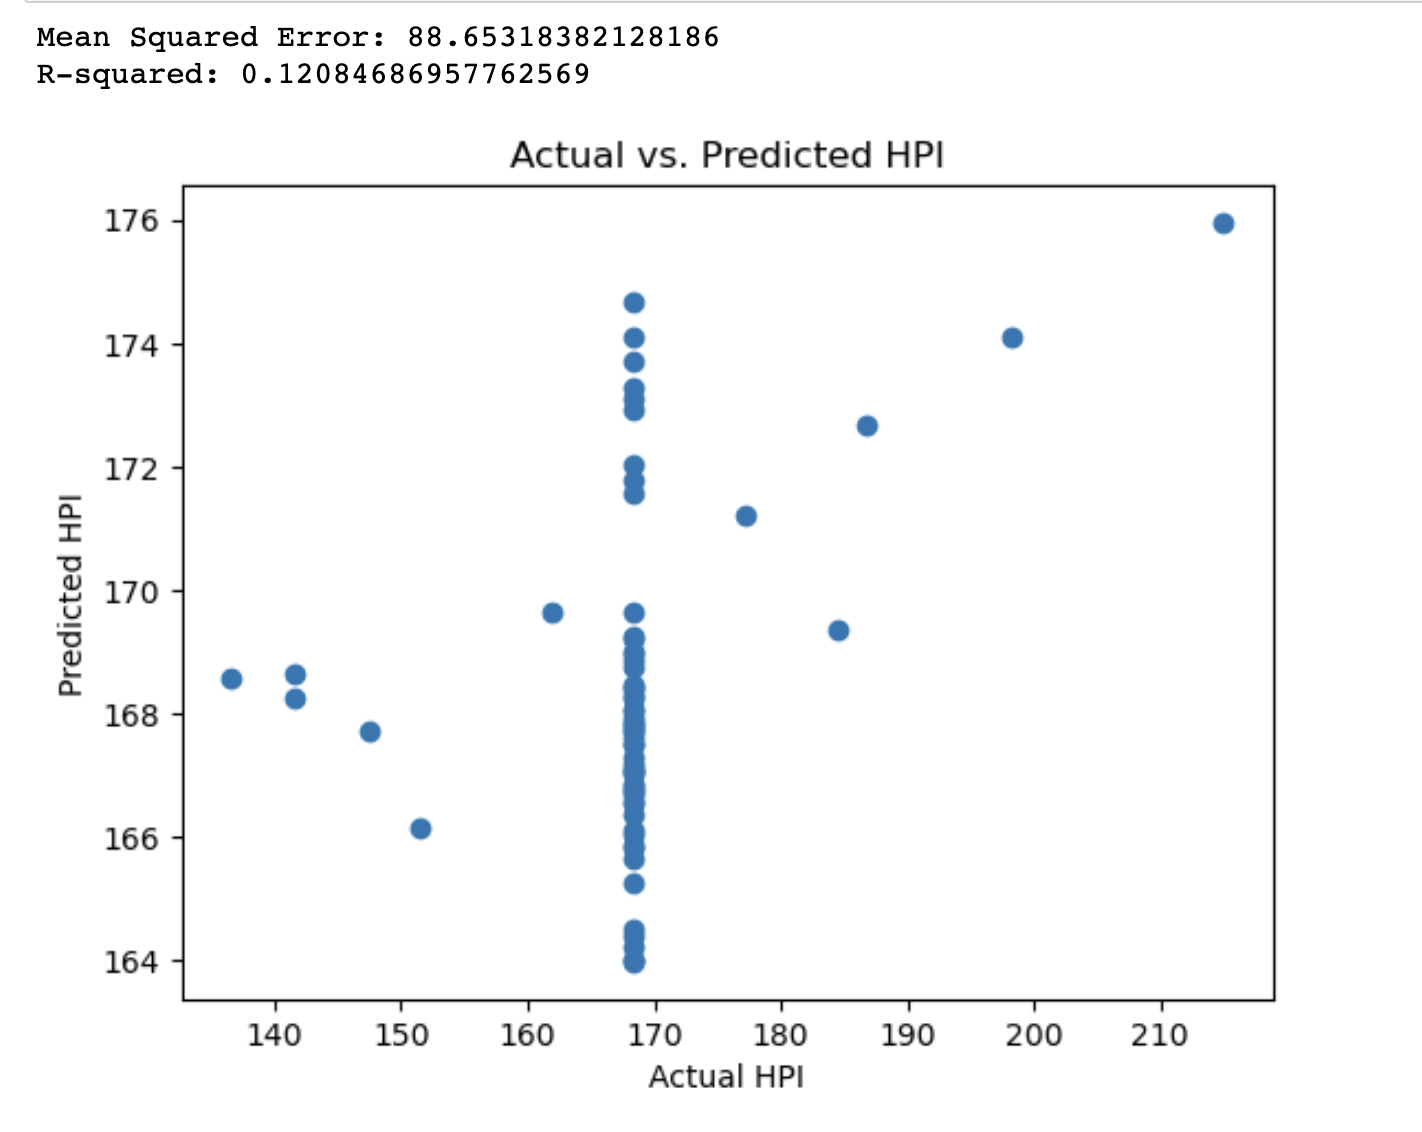 Mean Squared Error: 88.65318382128186
R-squared: 0.12084686957762569
Actual vs. Predicted HPI
176
174
172
170
168
166
164
Predicted HPI
140 150 160 170 180 190 200 210
Actual HPI